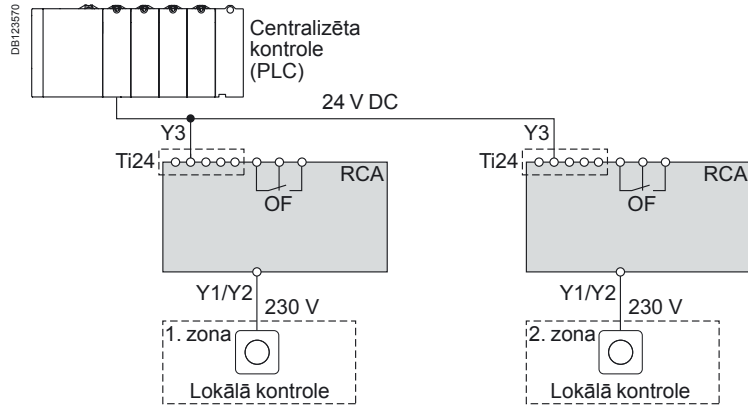 DB123570
Centralizēta
kontrole
(PLC)
24 V DC
Y3
Y3
Ti24
RCA
Ti24
RCA
OF
OF
Y1/Y2
Y1/Y2
230 V
230 V
1. zona
2. zona
Lokālā kontrole
Lokālā kontrole